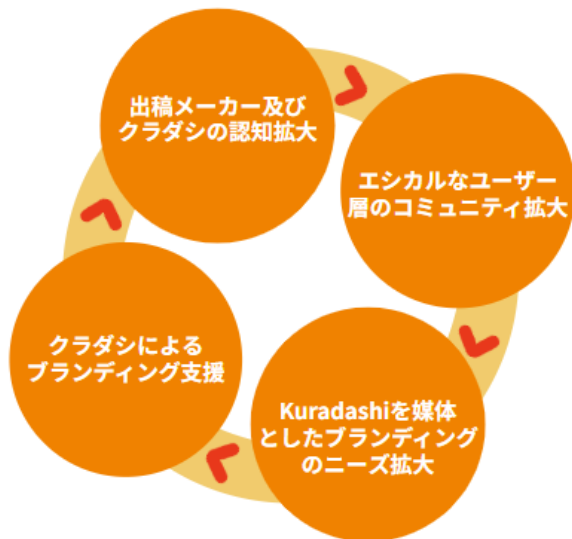 出稿メーカー及び
クラダシの認知拡大
エシカルなユーザー
層のコミュニティ拡大
Kuradashiを媒体
としたブランディング
のニーズ拡大
クラダシによる
ブランディング支援